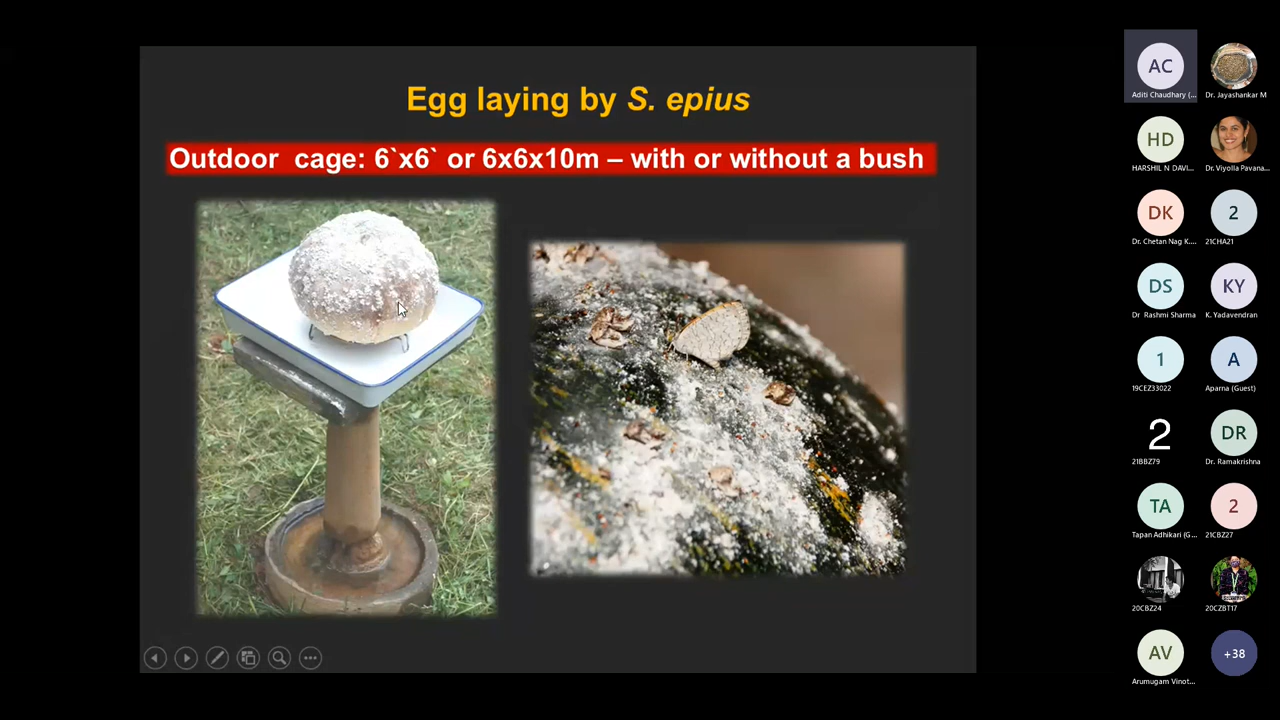 Egg laying by S. epius
Outdoor cage: 6`x6` or 6x6x10m – with or without a bush
AC
Aditi Chaudhary (...
Dr. Jayashankar M
HD
HARSHIL N DAVI...
Dr. Viyolla Pavana...
DK
Dr. Chetan Nag K....
2
21CHA21
DS
Dr Rashmi Sharma
KY
K. Yadavendran
1
19CEZ33022
A
Aparna (Guest)
2
21BBZ79
DR
Dr. Ramakrishna
TA
Tapan Adhikari (G...
2
21CBZ27
20CBZ24
20CZBT17
AV
Arumugam Vinot...
+38